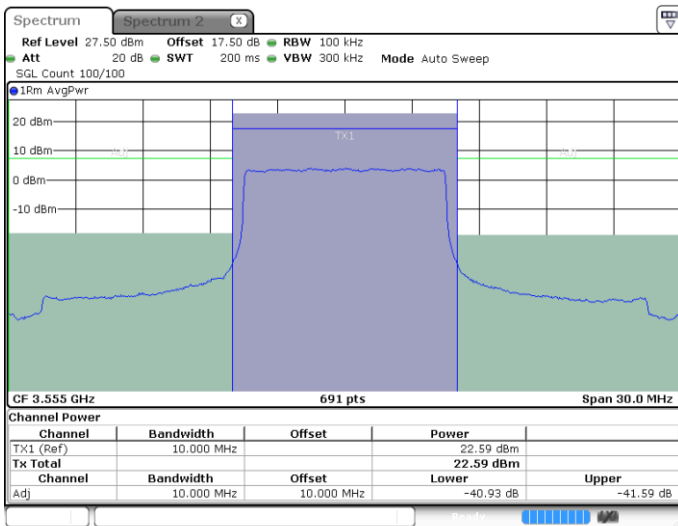 Spectrum Spectrum 2 X
Ref Level 27.50 dBm Offset 17.50 dB RBW 100 kHz
Att 20 dB SWT 200 ms VBW 300 kHz Mode Auto Sweep
SGL Count 100/100
1Rm AvgPwr
20 dBm
TX1
10 dBm
Adj Adj
0 dBm
-10 dBm
CF 3.555 GHz 691 pts Span 30.0 MHz
Channel Power
Channel Bandwidth Offset Power
TX1 (Ref) 10.000 MHz 22.59 dBm
Tx Total 22.59 dBm
Channel Bandwidth Offset Lower Upper
Adj 10.000 MHz 10.000 MHz -40.93 dB -41.59 dB
Ready